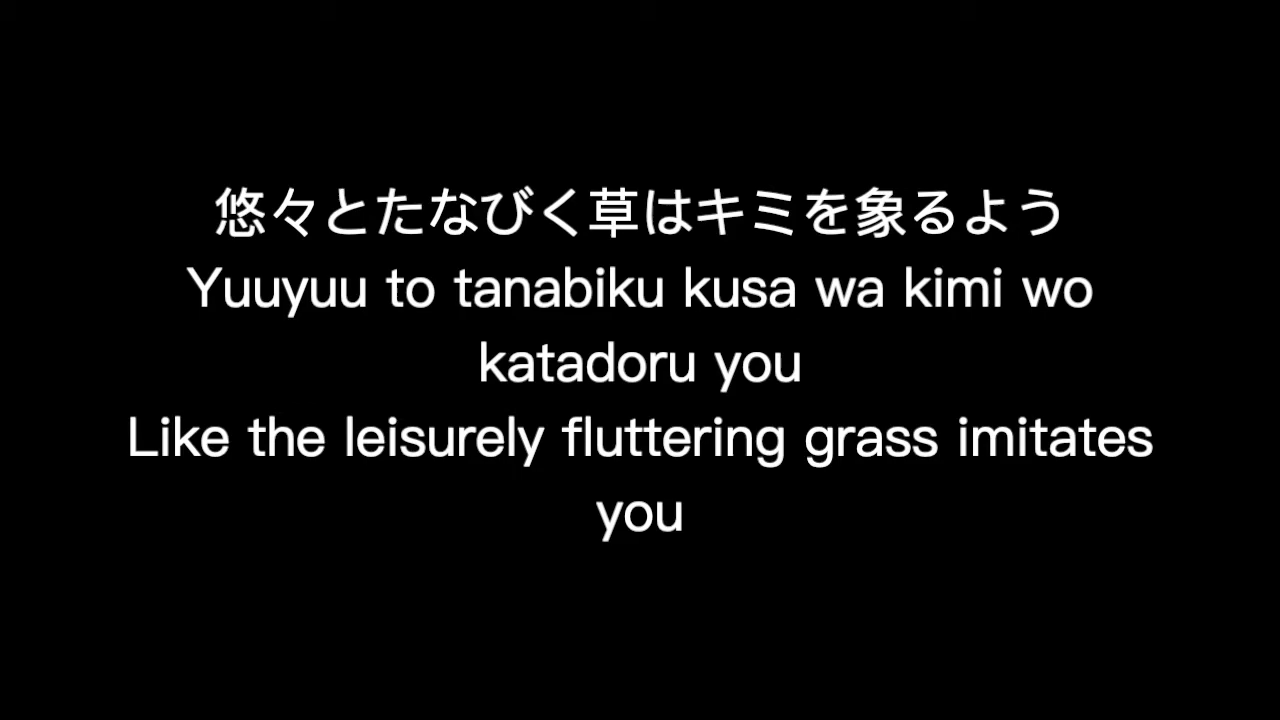 悠々とたなびく草はキミを象るよう
Yuuyuu to tanabiku kusa wa kimi wo
katadoru you
Like the leisurely fluttering grass imitates
you